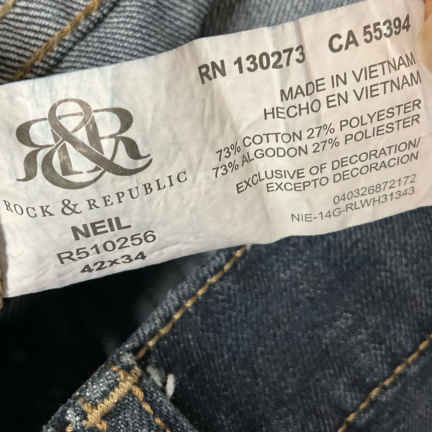 R&R
ROCK & REPUBLIC
NEIL
R510256
42x34
RN 130273 CA 55394
MADE IN VIETNAM
HECHO EN VIETNAM
73% COTTON 27% POLYESTER
73% ALGODON 27% POLIESTER
EXCLUSIVE OF DECORATION/
EXCEPTO DECORACION
040326872172
NIE-14G-RLWH31343